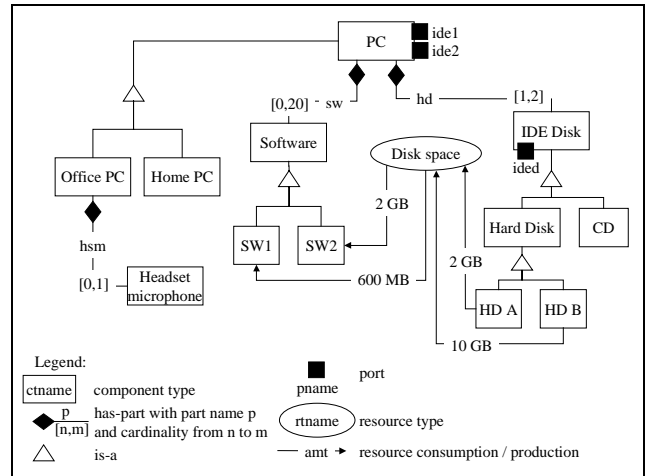 PC
ide1
ide2
[0,20]
sw
hd
[1,2]
Software
IDE Disk
ided
Disk space
Office PC
Home PC
2 GB
Hard Disk
CD
hsm
SW1
SW2
2 GB
[0,1]
Headset
microphone
600 MB
HD A
HD B
10 GB
Legend:
ctname
component type
p
[n,m]
has-part with part name p
and cardinality from n to m
is-a
pname
port
rtname
resource type
amt
resource consumption / production